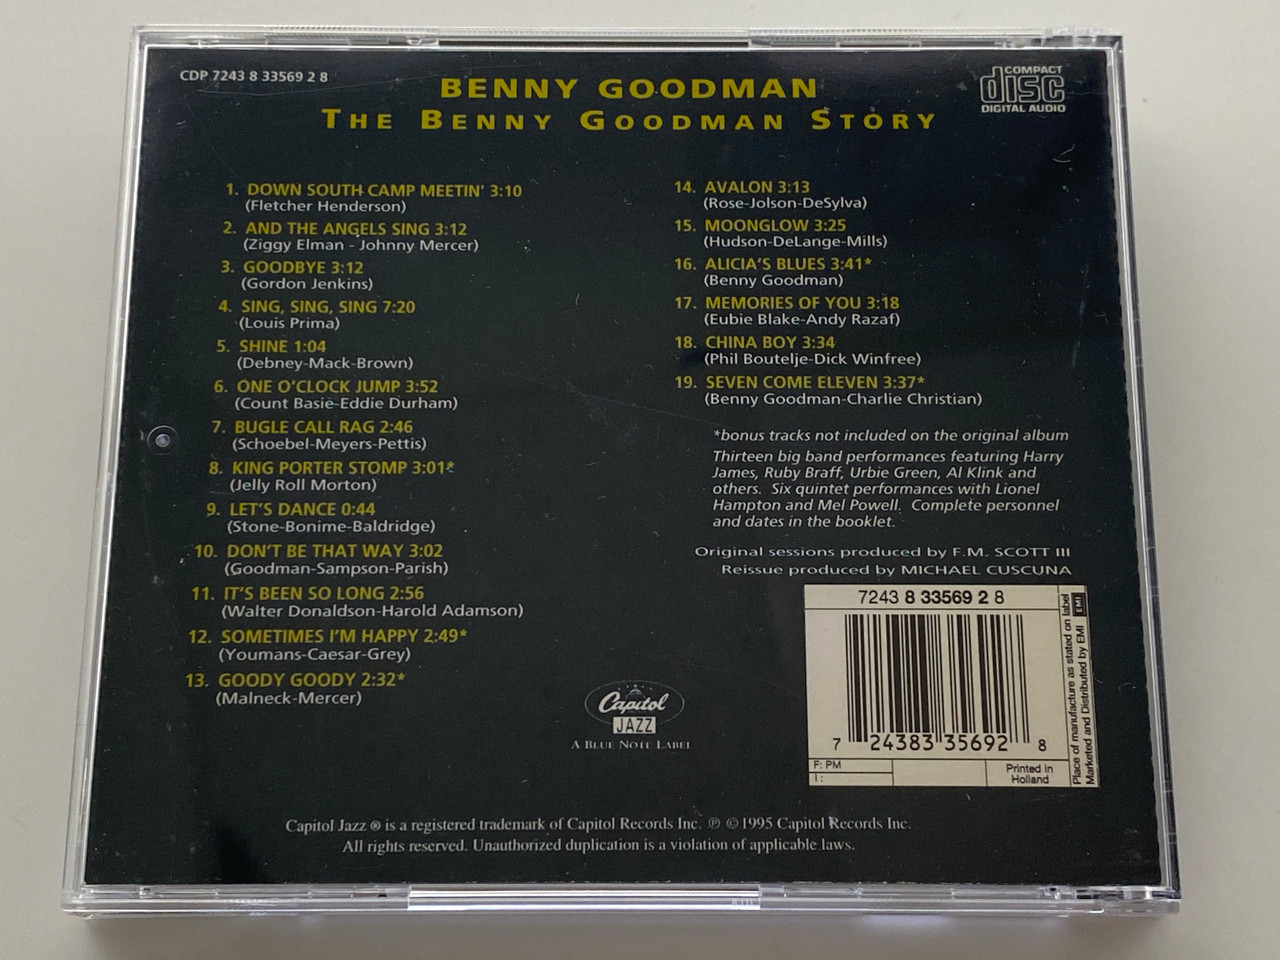 CDP 7243 8 33569 2 8
BENNY GOODMAN
THE BENNY GOODMAN STORY
COMPACT
disc
DIGITAL AUDIO
1. DOWN SOUTH CAMP MEETIN' 3:10
(Fletcher Henderson)
2. AND THE ANGELS SING 3:12
(Ziggy Elman - Johnny Mercer)
3. GOODBYE 3:12
(Gordon Jenkins)
4. SING, SING, SING 7:20
(Louis Prima)
5. SHINE 1:04
(Debney-Mack-Brown)
6. ONE O'CLOCK JUMP 3:52
(Count Basie-Eddie Durham)
7. BUGLE CALL RAG 2:46
(Schoebel-Meyers-Pettis)
8. KING PORTER STOMP 3:01*
(Jelly Roll Morton)
9. LET'S DANCE 0:44
(Stone-Bonime-Baldridge)
10. DON'T BE THAT WAY 3:02
(Goodman-Sampson-Parish)
11. IT'S BEEN SO LONG 2:56
(Walter Donaldson-Harold Adamson)
12. SOMETIMES I'M HAPPY 2:49*
(Youmans-Caesar-Grey)
13. GOODY GOODY 2:32*
(Malneck-Mercer)
14. AVALON 3:13
(Rose-Jolson-DeSylva)
15. MOONGLOW 3:25
(Hudson-DeLange-Mills)
16. ALICIA'S BLUES 3:41*
(Benny Goodman)
17. MEMORIES OF YOU 3:18
(Eubie Blake-Andy Razaf)
18. CHINA BOY 3:34
(Phil Boutelje-Dick Winfree)
19. SEVEN COME ELEVEN 3:37*
(Benny Goodman-Charlie Christian)
*bonus tracks not included on the original album
Thirteen big band performances featuring Harry
James, Ruby Braff, Urbie Green, Al Klink and
others. Six quintet performances with Lionel
Hampton and Mel Powell. Complete personnel
and dates in the booklet.
Original sessions produced by F.M. SCOTT III
Reissue produced by MICHAEL CUSCUNA
7243 8 33569 2 8
7 24383 35692 8
F: PM
I :
Printed in
Holland
Place of manufacture as stated on label
Marketed and Distributed by EMI
EMI
Capitol
JAZZ
A BLUE NOTE LABEL
Capitol Jazz ® is a registered trademark of Capitol Records Inc. ℗ © 1995 Capitol Records Inc.
All rights reserved. Unauthorized duplication is a violation of applicable laws.